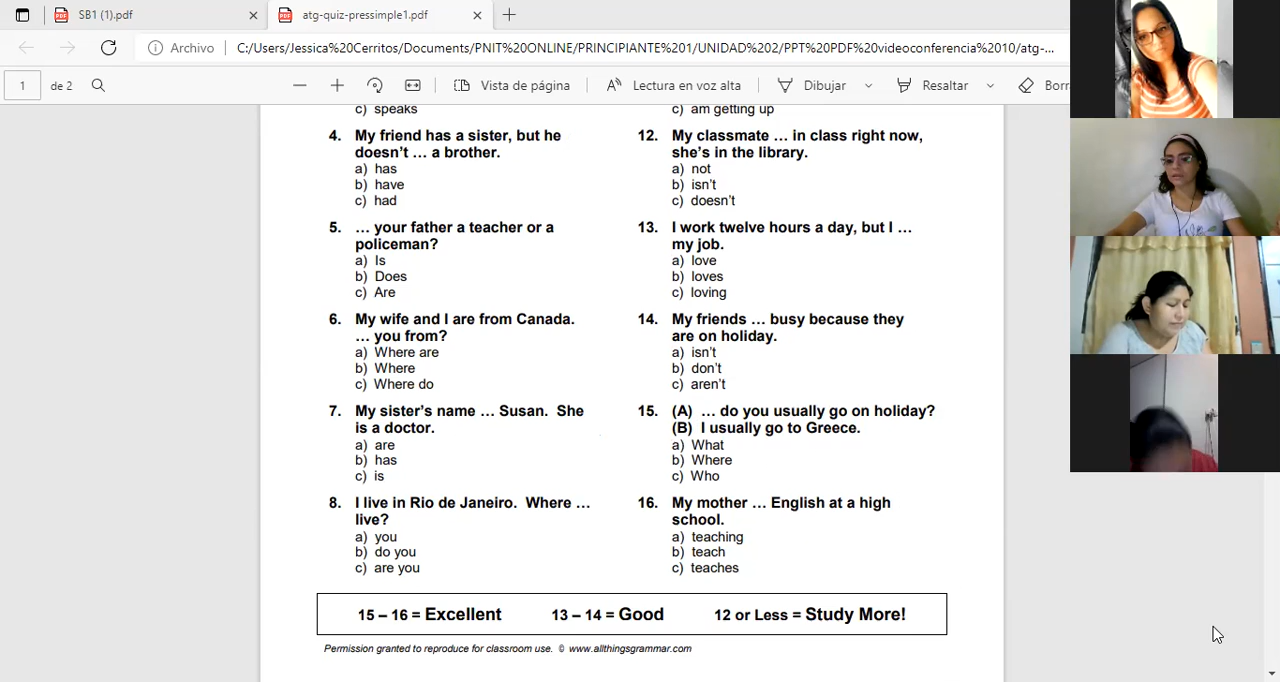 SB1 (1).pdf
atg-quiz-pressimple1.pdf
Archivo
C:/Users/Jessica%20Cerritos/Documents/PNIT%20ONLINE/PRINCIPIANTE%201/UNIDAD%202/PPT%20PDF%20videoconferencia%2010/atg-...
1 de 2
Vista de página
Lectura en voz alta
Dibujar
Resaltar
Borr
c) speaks
4. My friend has a sister, but he
doesn't ... a brother.
a) has
b) have
c) had
5. ... your father a teacher or a
policeman?
a) Is
b) Does
c) Are
6. My wife and I are from Canada.
... you from?
a) Where are
b) Where
c) Where do
7. My sister's name ... Susan. She
is a doctor.
a) are
b) has
c) is
8. I live in Rio de Janeiro. Where ...
live?
a) you
b) do you
c) are you
c) am getting up
12. My classmate ... in class right now,
she's in the library.
a) not
b) isn't
c) doesn't
13. I work twelve hours a day, but I ...
my job.
a) love
b) loves
c) loving
14. My friends ... busy because they
are on holiday.
a) isn't
b) don't
c) aren't
15. (A) ... do you usually go on holiday?
(B) I usually go to Greece.
a) What
b) Where
c) Who
16. My mother ... English at a high
school.
a) teaching
b) teach
c) teaches
15 – 16 = Excellent 13 – 14 = Good 12 or Less = Study More!
Permission granted to reproduce for classroom use. © www.allthingsgrammar.com